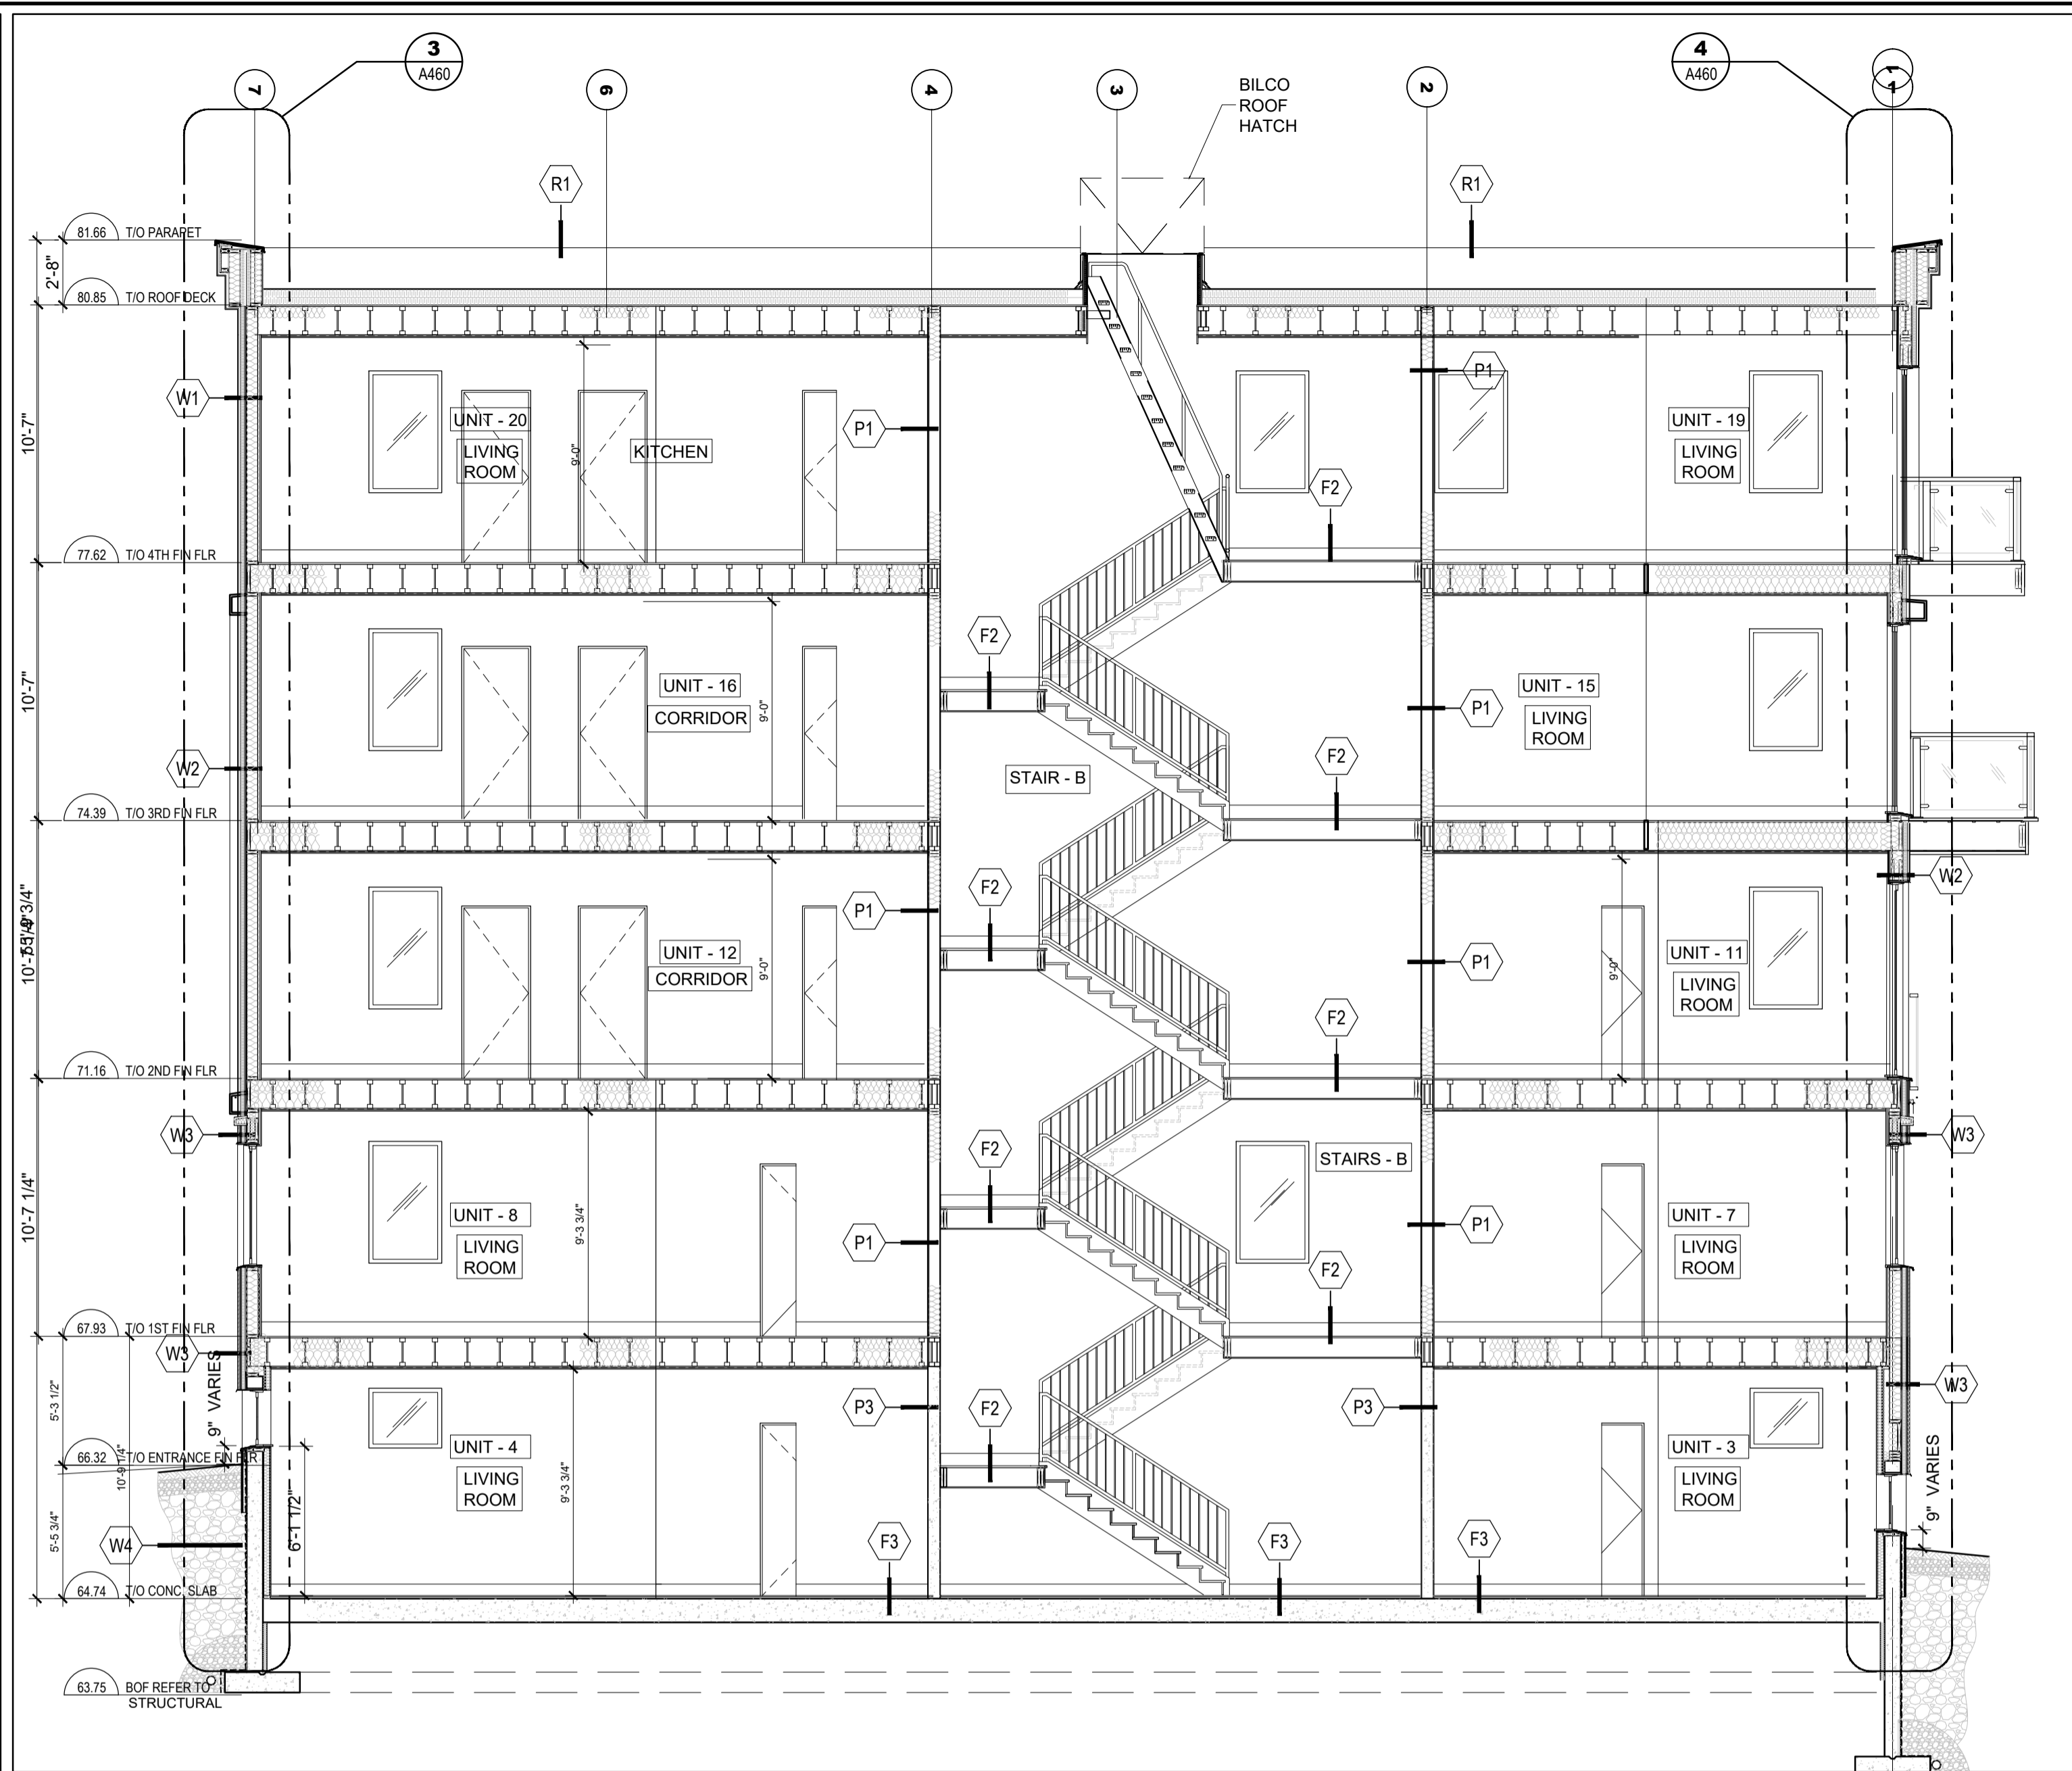 3
A460
4
A460
7
6
4
3
2
1
1
BILCO
ROOF
HATCH
R1
R1
81.66 T/O PARAPET
2'-8"
80.85 T/O ROOF DECK
10'-7"
W1
UNIT - 20
LIVING
ROOM
9'-0"
KITCHEN
P1
P1
F2
UNIT - 19
LIVING
ROOM
77.62 T/O 4TH FIN FLR
10'-7"
F2
UNIT - 16
CORRIDOR
9'-0"
P1
UNIT - 15
LIVING
ROOM
W2
STAIR - B
F2
74.39 T/O 3RD FIN FLR
W2
P1
F2
UNIT - 12
CORRIDOR
9'-0"
P1
9'-0"
UNIT - 11
LIVING
ROOM
F2
71.16 T/O 2ND FIN FLR
W3
F2
STAIRS - B
W3
10'-7 1/4"
UNIT - 8
LIVING
ROOM
9'-3 3/4"
P1
P1
UNIT - 7
LIVING
ROOM
F2
67.93 T/O 1ST FIN FLR
W3
9" VARIES
5'-3 1/2"
P3
F2
P3
W3
UNIT - 4
LIVING
ROOM
9'-3 3/4"
UNIT - 3
LIVING
ROOM
66.32 T/O ENTRANCE FIN FLR
10'-9 1/4"
9" VARIES
5'-5 3/4"
W4
6'-1 1/2"
F3
F3
F3
64.74 T/O CONC. SLAB
63.75 BOF REFER TO
STRUCTURAL